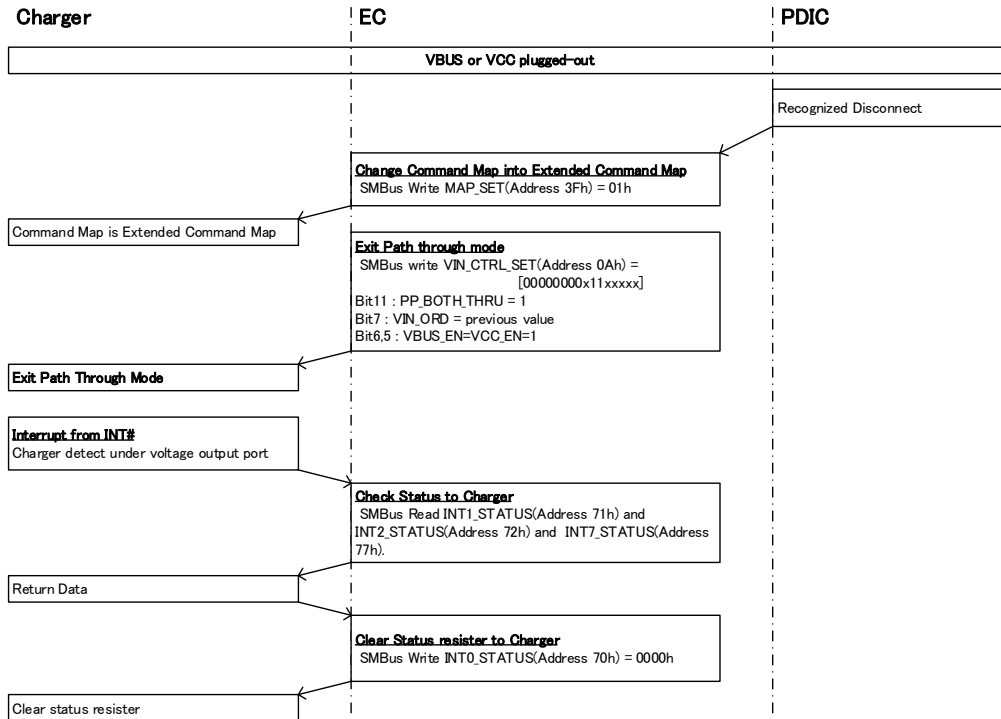 Charger
EC
PDIC
VBUS or VCC plugged-out
Recognized Disconnect
Change Command Map into Extended Command Map
SMBus Write MAP_SET(Address 3Fh) = 01h
Command Map is Extended Command Map
Exit Path through mode
SMBus write VIN_CTRL_SET(Address 0Ah) =
[00000000x11xxxxx]
Bit11 : PP_BOTH_THRU = 1
Bit7 : VIN_ORD = previous value
Bit6,5 : VBUS_EN=VCC_EN=1
Exit Path Through Mode
Interrupt from INT#
Charger detect under voltage output port
Check Status to Charger
SMBus Read INT1_STATUS(Address 71h) and
INT2_STATUS(Address 72h) and INT7_STATUS(Address
77h).
Return Data
Clear Status resister to Charger
SMBus Write INT0_STATUS(Address 70h) = 0000h
Clear status resister